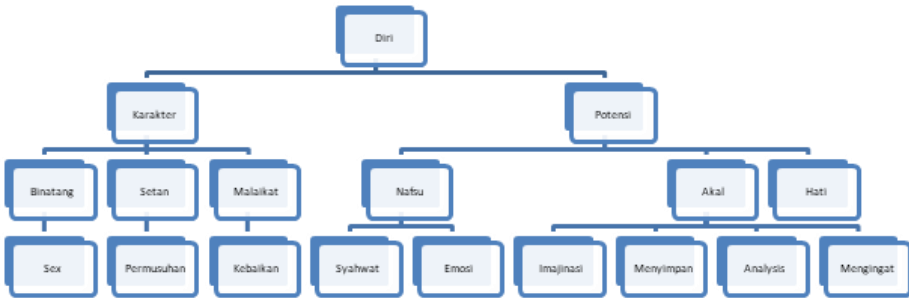 Diri
Karakter
Potensi
Binatang
Setan
Malaikat
Nafsu
Akal
Hati
Sex
Permusuhan
Kebaikan
Syahwat
Emosi
Imajinasi
Menyimpan
Analysis
Mengingat